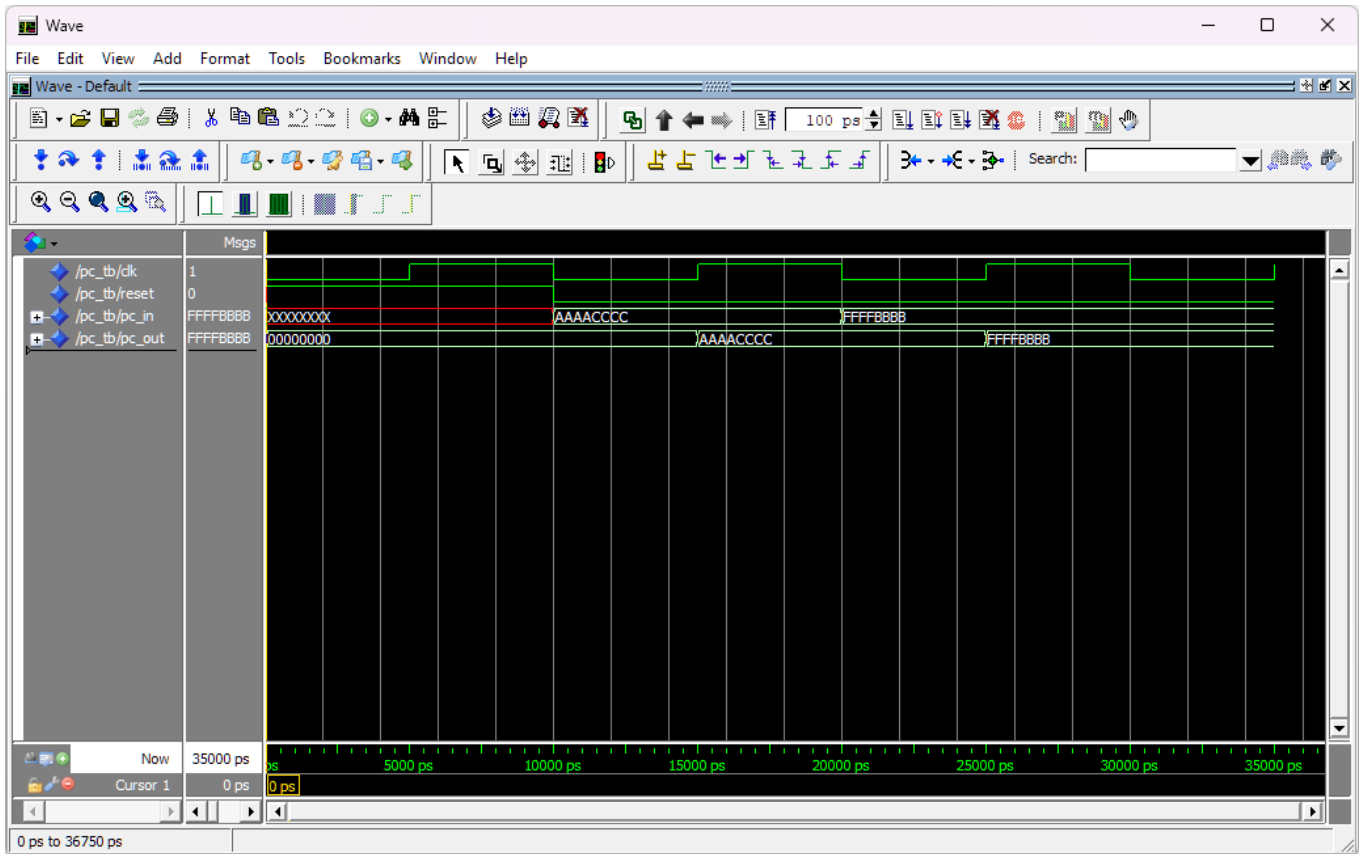 Wave
File Edit View Add Format Tools Bookmarks Window Help
Wave - Default
100 ps
Search:
Msgs
/pc_tb/clk 1
/pc_tb/reset 0
/pc_tb/pc_in FFFFBBBB XXXXXXXX AAAACCCC FFFFBBBB
/pc_tb/pc_out FFFFBBBB 00000000 AAAACCCC FFFFBBBB
Now 35000 ps ps 5000 ps 10000 ps 15000 ps 20000 ps 25000 ps 30000 ps 35000 ps
Cursor 1 0 ps 0 ps
0 ps to 36750 ps